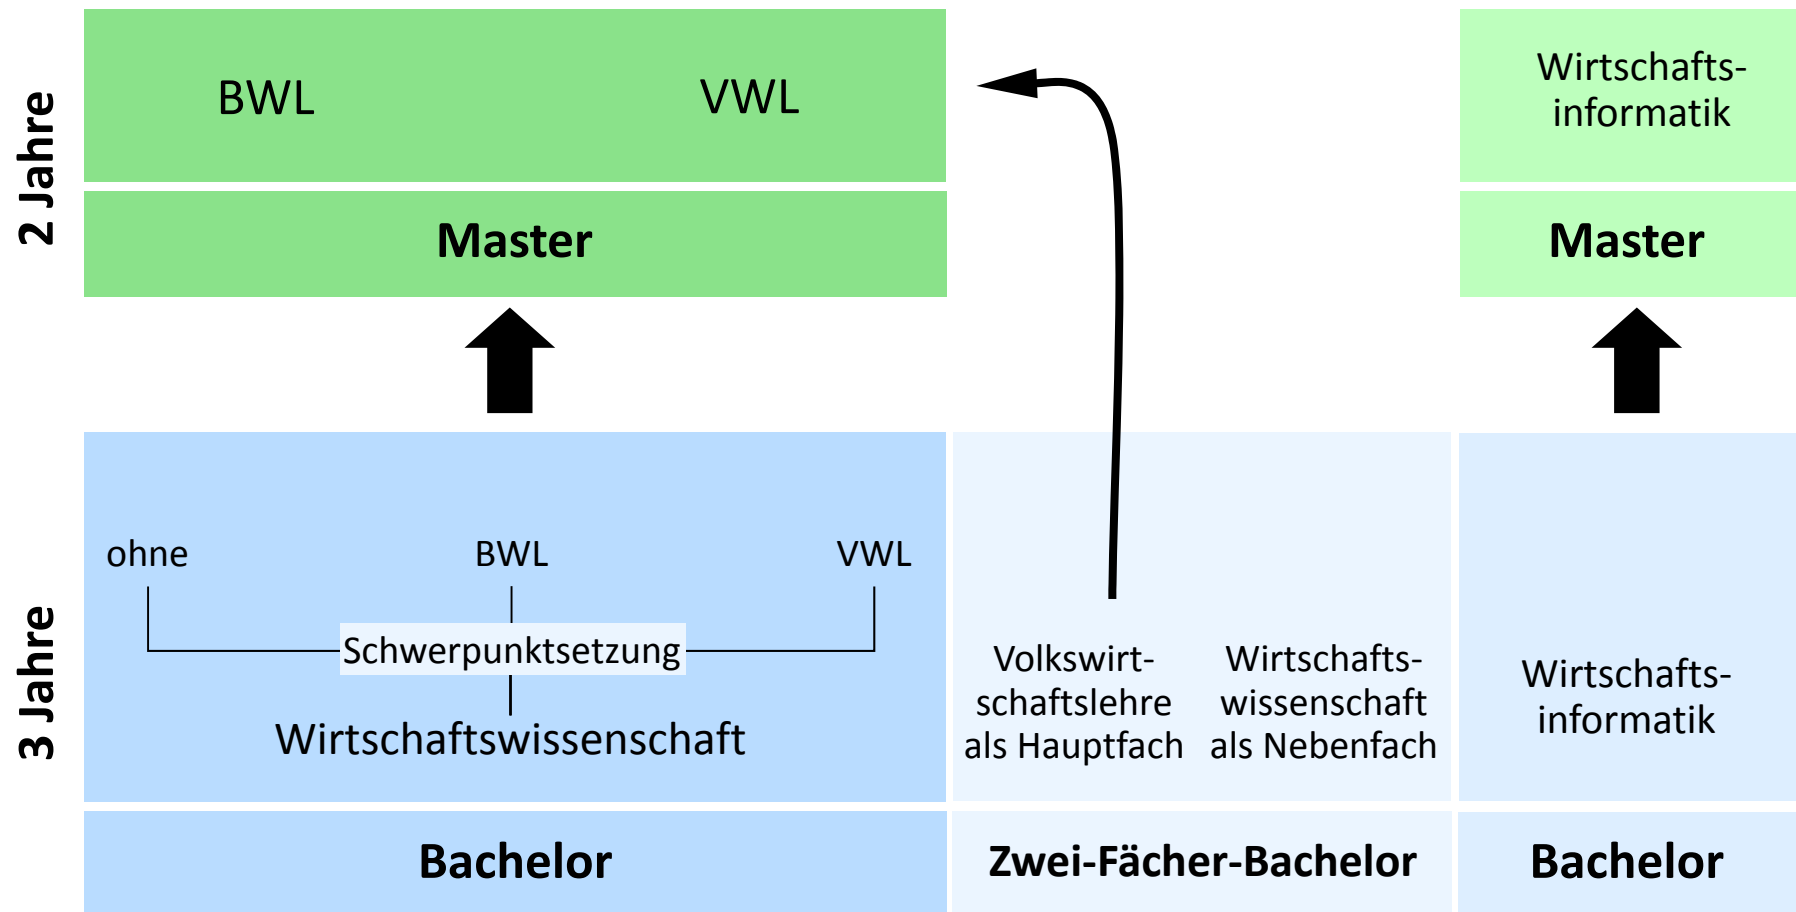 2 Jahre
BWL
VWL
Master
Wirtschafts-
informatik
Master
3 Jahre
ohne
BWL
VWL
Schwerpunktsetzung
Wirtschaftswissenschaft
Bachelor
Volkswirt-
schaftslehre
als Hauptfach
Wirtschafts-
wissenschaft
als Nebenfach
Zwei-Fächer-Bachelor
Wirtschafts-
informatik
Bachelor